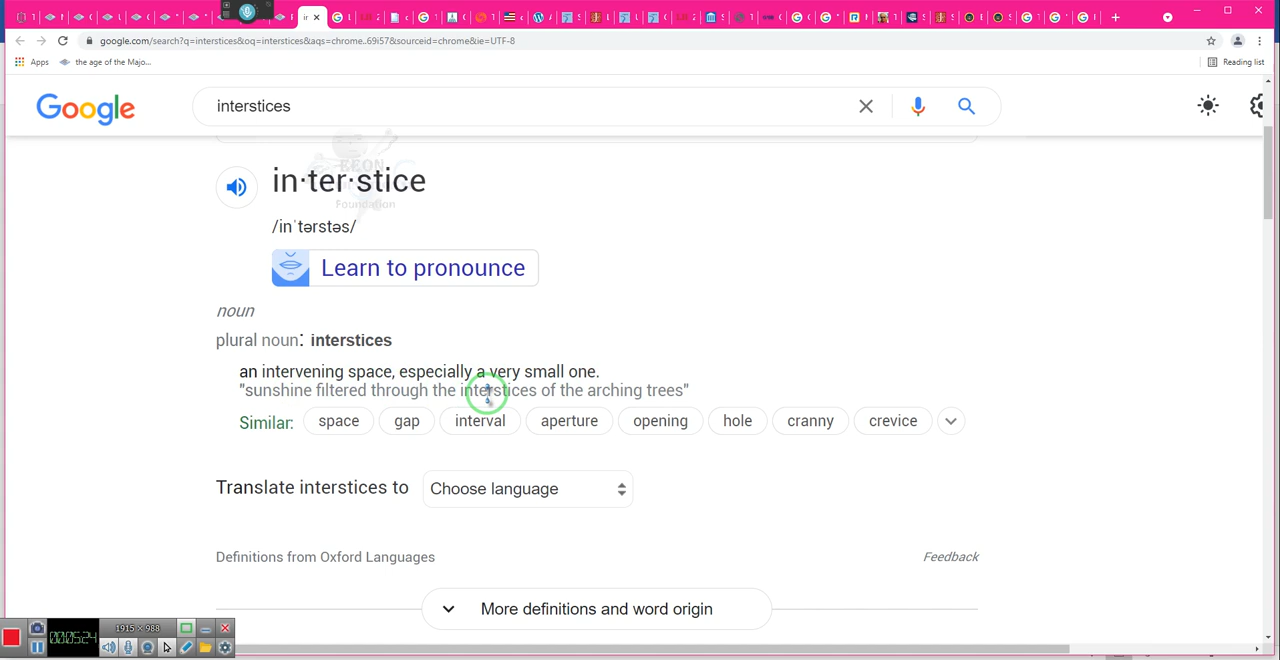 google.com/search?q=interstices&oq=interstices&aqs=chrome..69i57&sourceid=chrome&ie=UTF-8
Apps
the age of the Majo...
Reading list
Google
interstices
Foundation
in·ter·stice
/inˈtərstəs/
Learn to pronounce
noun
plural noun: interstices
an intervening space, especially a very small one.
"sunshine filtered through the interstices of the arching trees"
Similar: space gap interval aperture opening hole cranny crevice
Translate interstices to Choose language
Definitions from Oxford Languages
Feedback
More definitions and word origin
1915 × 988
00:05:24